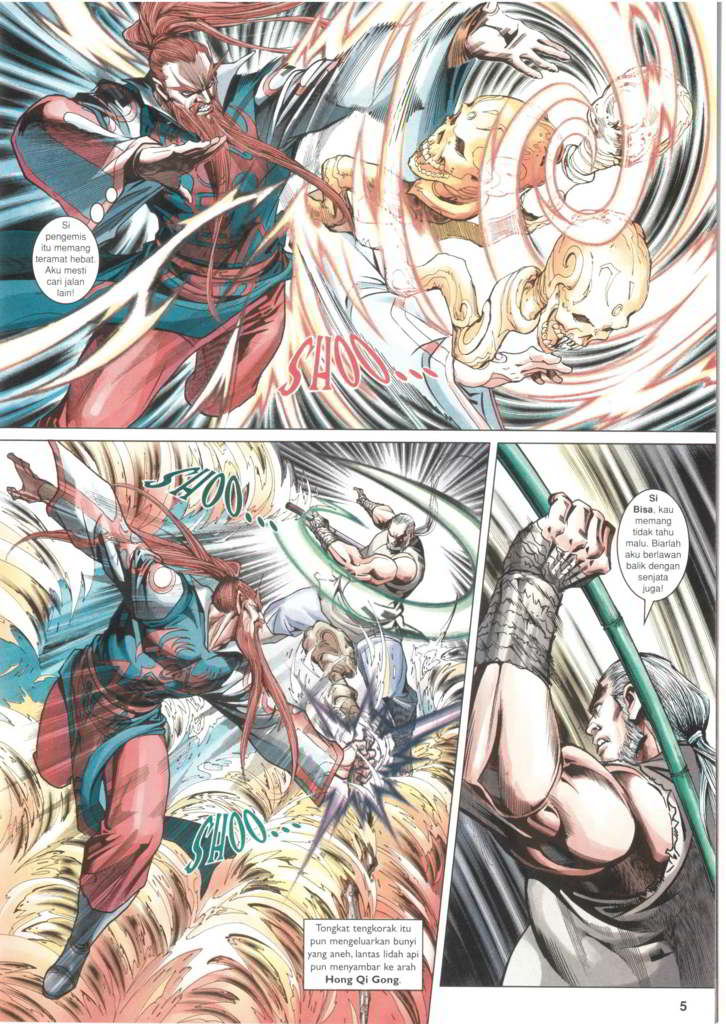 Si
pengemis
itu memang
teramat hebat.
Aku mesti
cari jalan
lain!
SHOO...
SHOO...
Si
Bisa, kau
memang
tidak tahu
malu. Biarlah
aku berlawan
balik dengan
senjata
juga!
SHOO...
Tongkat tengkorak itu
pun mengeluarkan bunyi
yang aneh, lantas lidah api
pun menyambar ke arah
Hong Qi Gong.
5